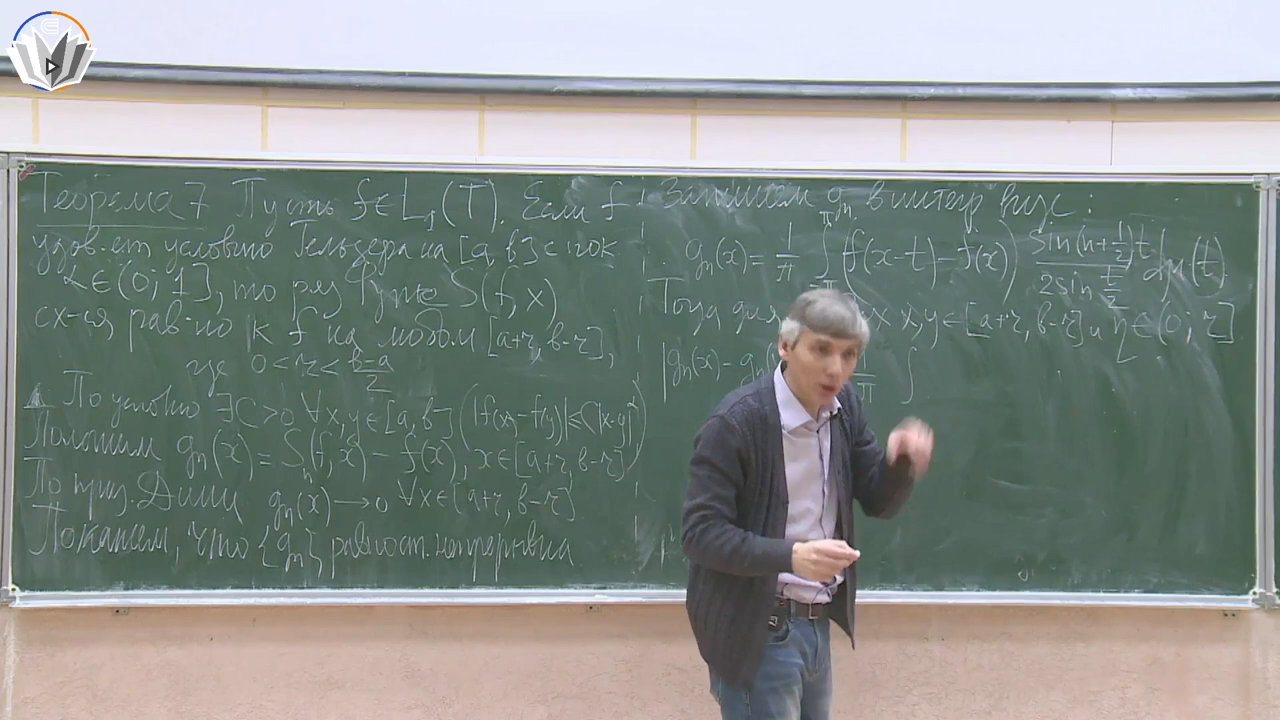 Теорема 7 Пусть f ∈ L₁(T). Если f
удов-ет условию Гельдера на [a, b] с пок
α ∈ (0; 1], то ряд Фурье S(f, x)
сх-ся рав-но к f на любом [a+r, b-r],
где 0 < r < (b-a)/2
По условию ∃C>0 ∀x,y∈[a,b] (|f(x)-f(y)| ⩽ C|x-y|^α)
Положим gₙ(x) = Sₙ(f, x) - f(x), x∈[a+r, b-r]
По приз. Дини gₙ(x) → 0 ∀x∈[a+r, b-r]
Покажем, что {gₙ} равност. непрерывна
Запишем gₙ в интегр виде:
gₙ(x) = 1/π ∫_{-π}^{π} (f(x-t) - f(x)) sin(n+1/2)t / 2sin t/2 dμ(t)
Тогда для x,y∈[a+r, b-r] и η∈(0; r]
|gₙ(x) - gₙ( π ∫